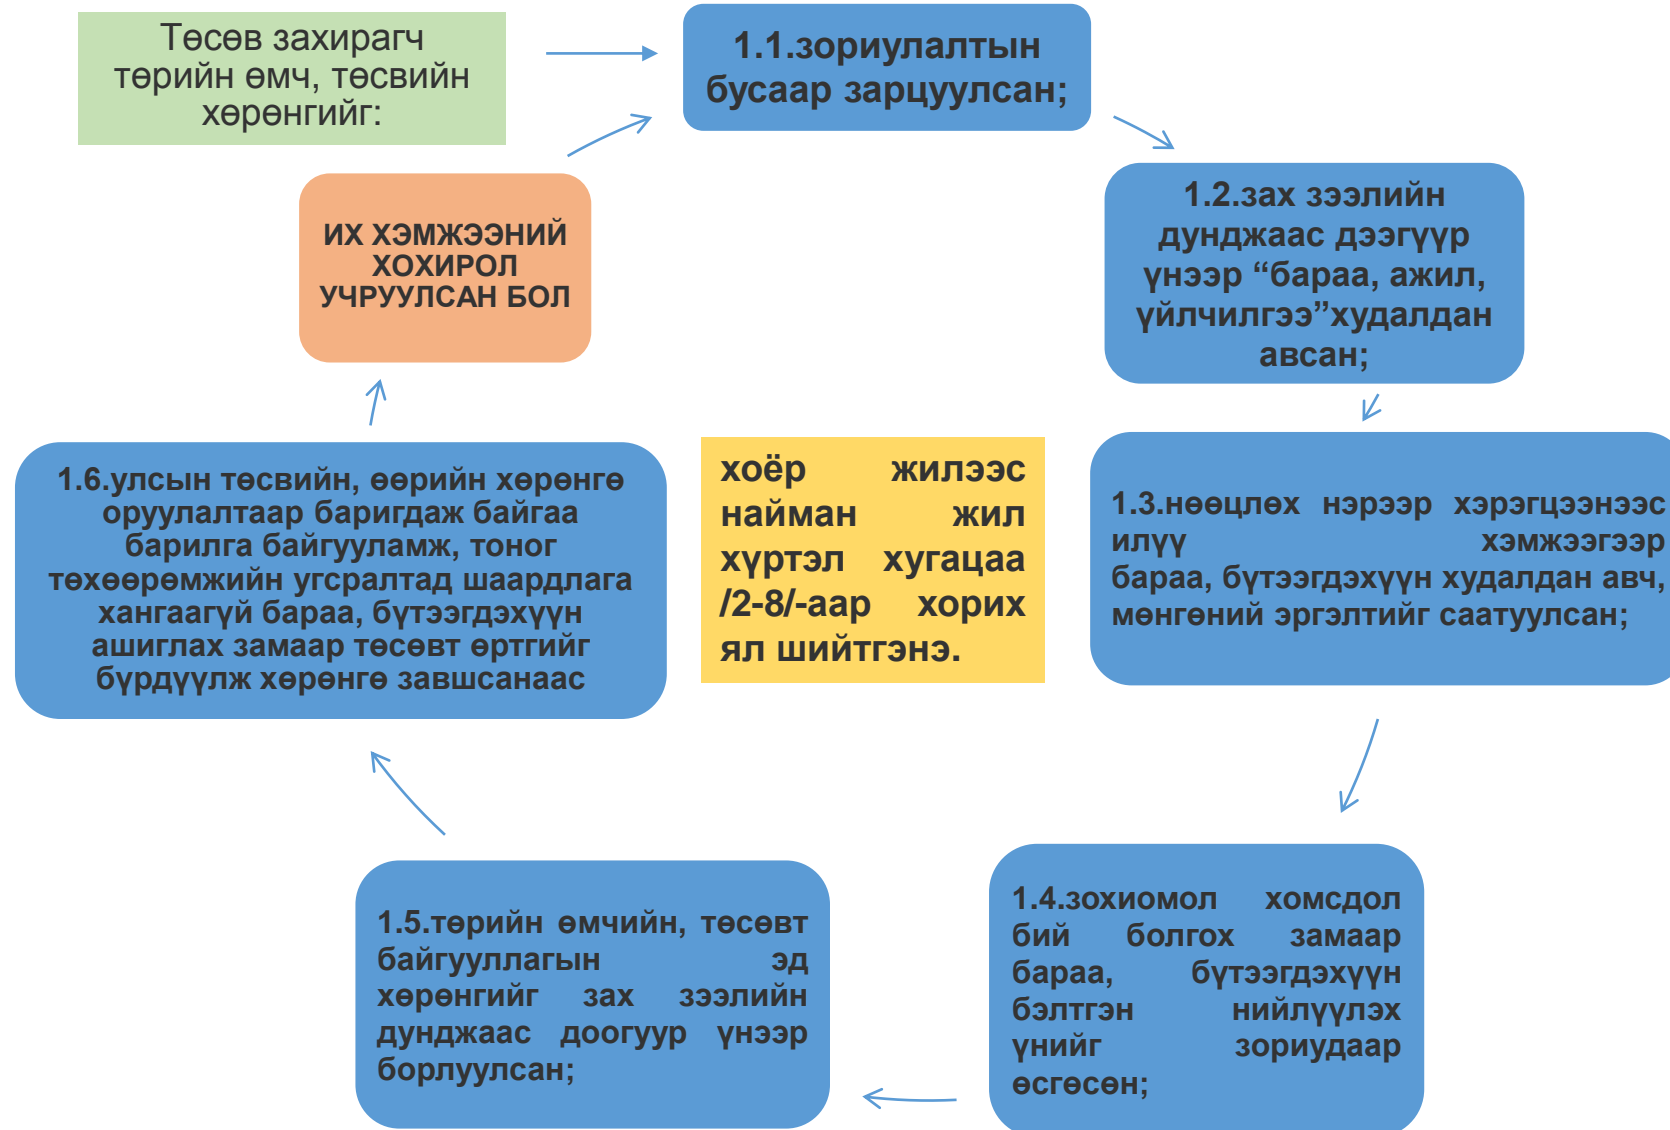 Төсөв захирагч
төрийн өмч, төсвийн
хөрөнгийг:
1.1.зориулалтын
бусаар зарцуулсан;
1.2.зах зээлийн
дунджаас дээгүүр
үнээр “бараа, ажил,
үйлчилгээ”худалдан
авсан;
1.3.нөөцлөх нэрээр хэрэгцээнээс
илүү хэмжээгээр
бараа, бүтээгдэхүүн худалдан авч,
мөнгөний эргэлтийг саатуулсан;
1.4.зохиомол хомсдол
бий болгох замаар
бараа, бүтээгдэхүүн
бэлтгэн нийлүүлэх
үнийг зориудаар
өсгөсөн;
1.5.төрийн өмчийн, төсөвт
байгууллагын эд
хөрөнгийг зах зээлийн
дунджаас доогуур үнээр
борлуулсан;
1.6.улсын төсвийн, өөрийн хөрөнгө
оруулалтаар баригдаж байгаа
барилга байгууламж, тоног
төхөөрөмжийн угсралтад шаардлага
хангаагүй бараа, бүтээгдэхүүн
ашиглах замаар төсөвт өртгийг
бүрдүүлж хөрөнгө завшсанаас
ИХ ХЭМЖЭЭНИЙ
ХОХИРОЛ
УЧРУУЛСАН БОЛ
хоёр жилээс
найман жил
хүртэл хугацаа
/2-8/-аар хорих
ял шийтгэнэ.